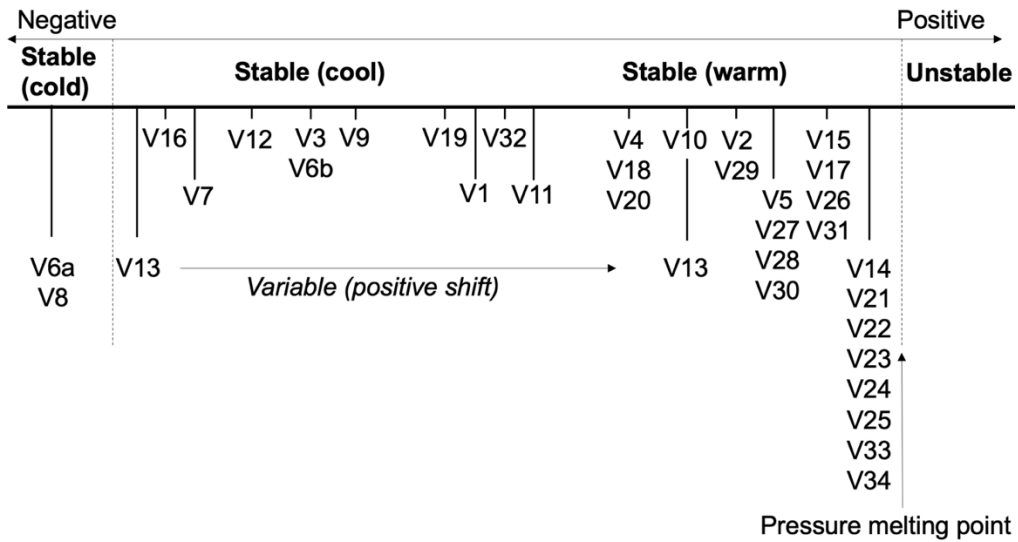 Negative Positive
Stable (cold) Stable (cool) Stable (warm) Unstable
V16 V12 V3 V9 V19 V32 V4 V10 V2 V15
V6b V18 V29 V17
V7 V1 V11 V20 V5 V26
V27 V31
V6a V13 V13 V28 V14
Variable (positive shift)
V8 V30 V21
V22
V23
V24
V25
V33
V34
Pressure melting point